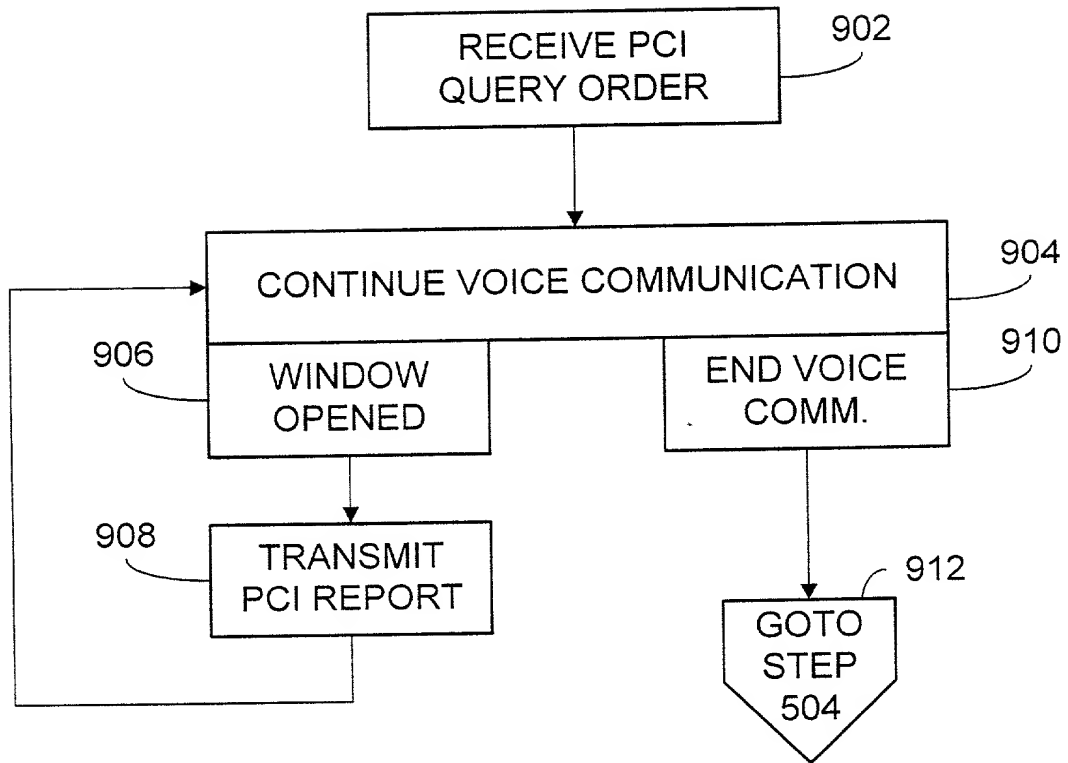 902
RECEIVE PCI
QUERY ORDER
904
CONTINUE VOICE COMMUNICATION
906
WINDOW
OPENED
910
END VOICE
COMM.
908
TRANSMIT
PCI REPORT
912
GOTO
STEP
504